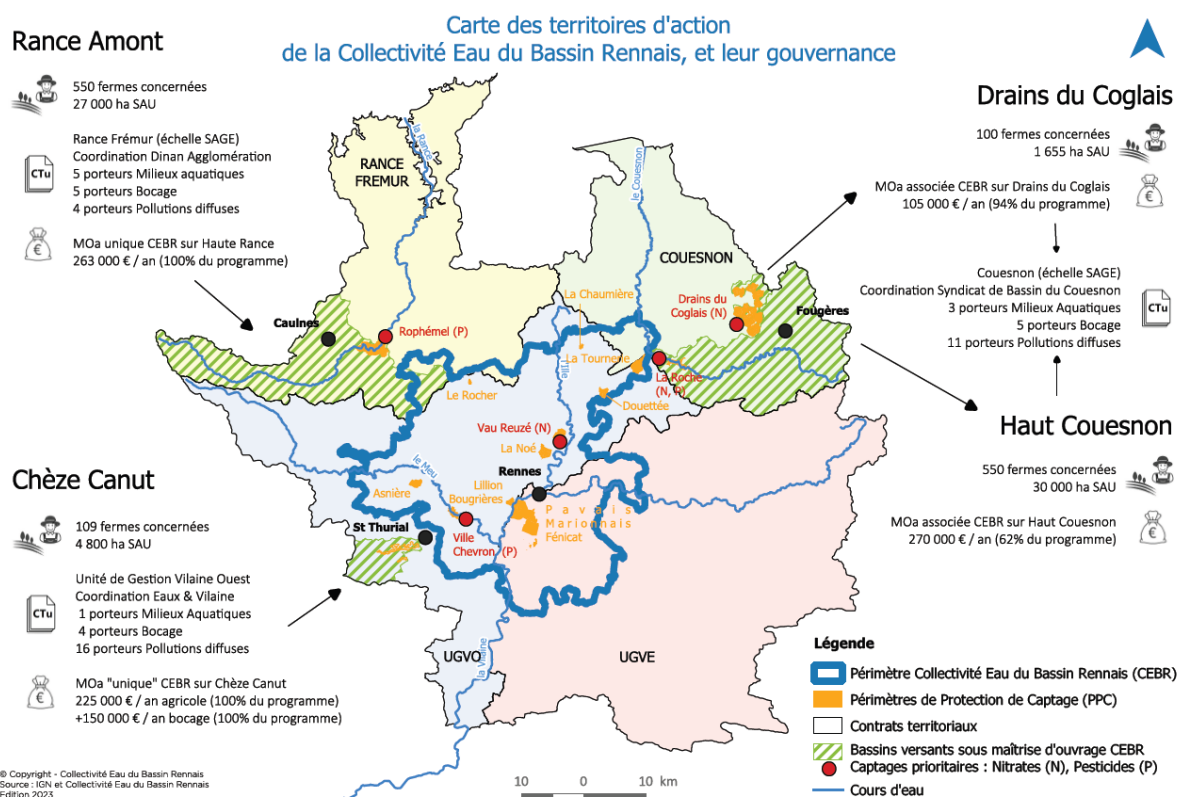 Carte des territoires d'action
de la Collectivité Eau du Bassin Rennais, et leur gouvernance
Rance Amont
550 fermes concernées
27 000 ha SAU
CTu
Rance Frémur (échelle SAGE)
Coordination Dinan Agglomération
5 porteurs Milieux aquatiques
5 porteurs Bocage
4 porteurs Pollutions diffuses
€
MOa unique CEBR sur Haute Rance
263 000 € / an (100% du programme)
Drains du Coglais
100 fermes concernées
1 655 ha SAU
MOa associée CEBR sur Drains du Coglais
105 000 € / an (94% du programme)
€
Couesnon (échelle SAGE)
Coordination Syndicat de Bassin du Couesnon
3 porteurs Milieux Aquatiques
5 porteurs Bocage
11 porteurs Pollutions diffuses
CTu
Haut Couesnon
550 fermes concernées
30 000 ha SAU
MOa associée CEBR sur Haut Couesnon
270 000 € / an (62% du programme)
€
Chèze Canut
109 fermes concernées
4 800 ha SAU
CTu
Unité de Gestion Vilaine Ouest
Coordination Eaux & Vilaine
1 porteurs Milieux Aquatiques
4 porteurs Bocage
16 porteurs Pollutions diffuses
€
MOa "unique" CEBR sur Chèze Canut
225 000 € / an agricole (100% du programme)
+150 000 € / an bocage (100% du programme)
la Rance
RANCE
FREMUR
le Couesnon
COUESNON
La Chaumière
Drains du
Coglais (N)
Fougères
Caulnes
Rophémel (P)
La Tournerie
l'Ille
La Roche
(N, P)
Le Rocher
Douettée
Vau Reuzé (N)
La Noé
Rennes
le Meu
Asnière
Lillion
Bougrières
Pavais
Marionnais
Fénicat
St Thurial
Ville
Chevron (P)
UGVO
la Vilaine
UGVE
Légende
Périmètre Collectivité Eau du Bassin Rennais (CEBR)
Périmètres de Protection de Captage (PPC)
Contrats territoriaux
Bassins versants sous maîtrise d'ouvrage CEBR
Captages prioritaires : Nitrates (N), Pesticides (P)
Cours d'eau
10 0 10 km
© Copyright - Collectivité Eau du Bassin Rennais
Source : IGN et Collectivité Eau du Bassin Rennais
Edition 2023